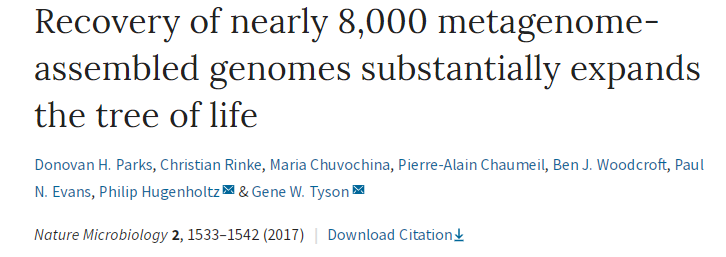 Recovery of nearly 8,000 metagenome-
assembled genomes substantially expands
the tree of life
Donovan H. Parks, Christian Rinke, Maria Chuvochina, Pierre-Alain Chaumeil, Ben J. Woodcroft, Paul
N. Evans, Philip Hugenholtz & Gene W. Tyson
Nature Microbiology 2, 1533–1542 (2017) | Download Citation